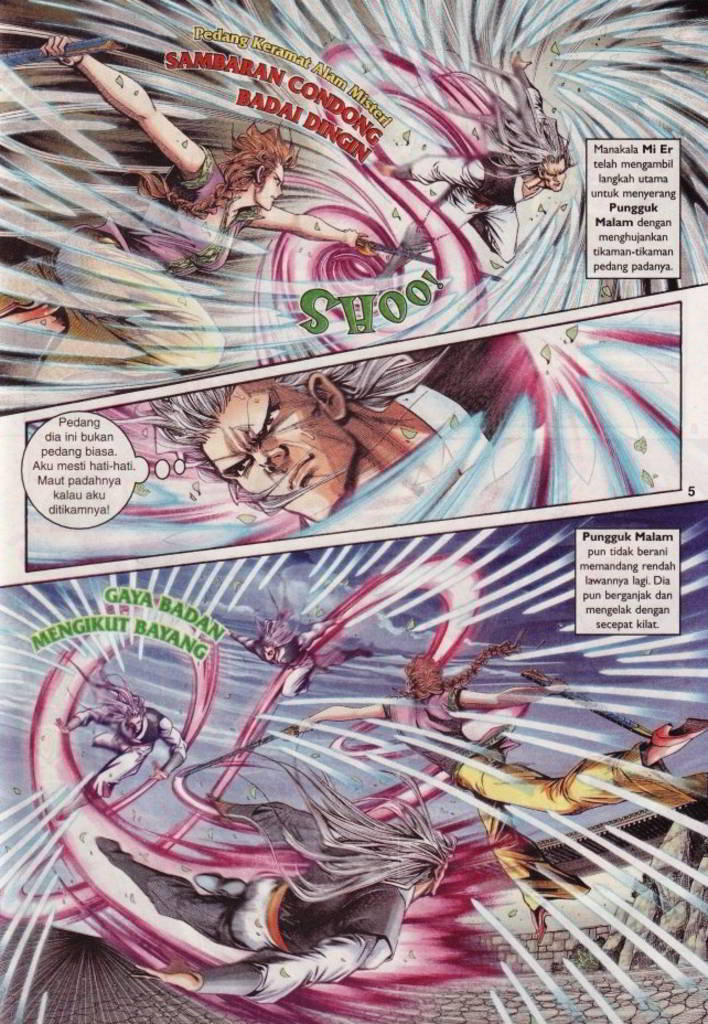 Pedang Keramat Alam Misteri
SAMBARAN CONDONG
BADAI DINGIN
Manakala Mi Er
telah mengambil
langkah utama
untuk menyerang
Pungguk
Malam dengan
menghujankan
tikaman-tikaman
pedang padanya.
SHOO!
Pedang
dia ini bukan
pedang biasa.
Aku mesti hati-hati.
Maut padahnya
kalau aku
ditikamnya!
5
Pungguk Malam
pun tidak berani
memandang rendah
lawannya lagi. Dia
pun berganjak dan
mengelak dengan
secepat kilat.
GAYA BADAN
MENGIKUT BAYANG